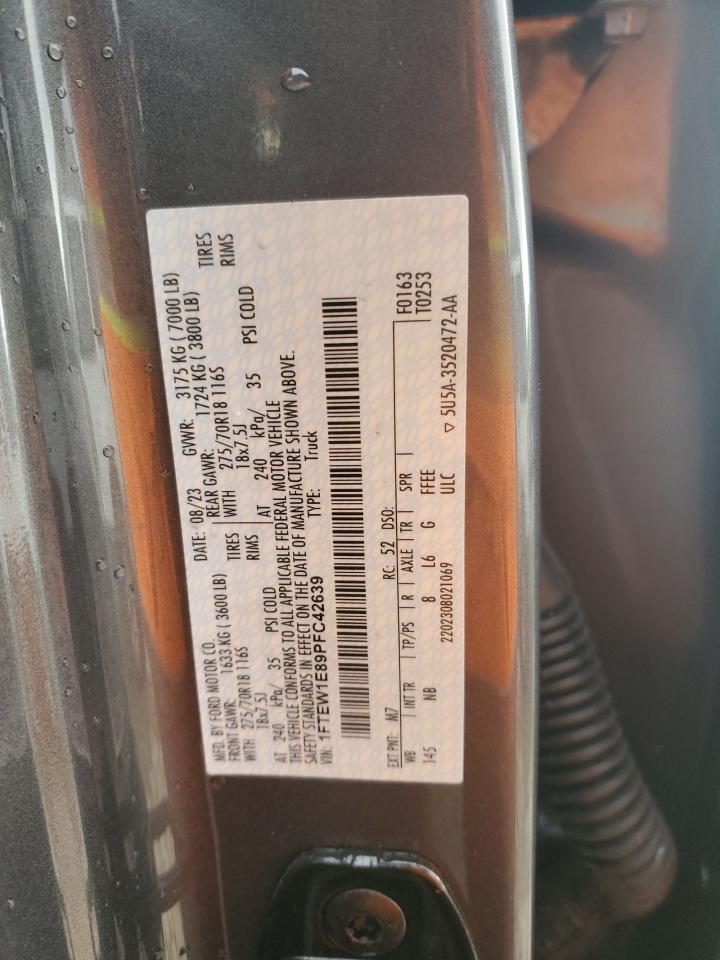 MFD. BY FORD MOTOR CO.
DATE: 08/23 GVWR: 3175 KG ( 7000 LB)
FRONT GAWR: 1633 KG ( 3600 LB)
REAR GAWR: 1724 KG ( 3800 LB)
WITH 275/70R18 116S TIRES
WITH 275/70R18 116S TIRES
18x7.5J RIMS
18x7.5J RIMS
AT 240 kPa/ 35 PSI COLD
AT 240 kPa/ 35 PSI COLD
THIS VEHICLE CONFORMS TO ALL APPLICABLE FEDERAL MOTOR VEHICLE
SAFETY STANDARDS IN EFFECT ON THE DATE OF MANUFACTURE SHOWN ABOVE.
VIN: 1FTEW1E89PFC42639 TYPE: Truck
EXT PNT: M7 RC: 52 DSO: F0163
WB INT TR TP/PS R AXLE TR SPR T0253
145 NB 8 L6 G FFEE
2202308021069 ULC ▽ 5U5A-3520472-AA